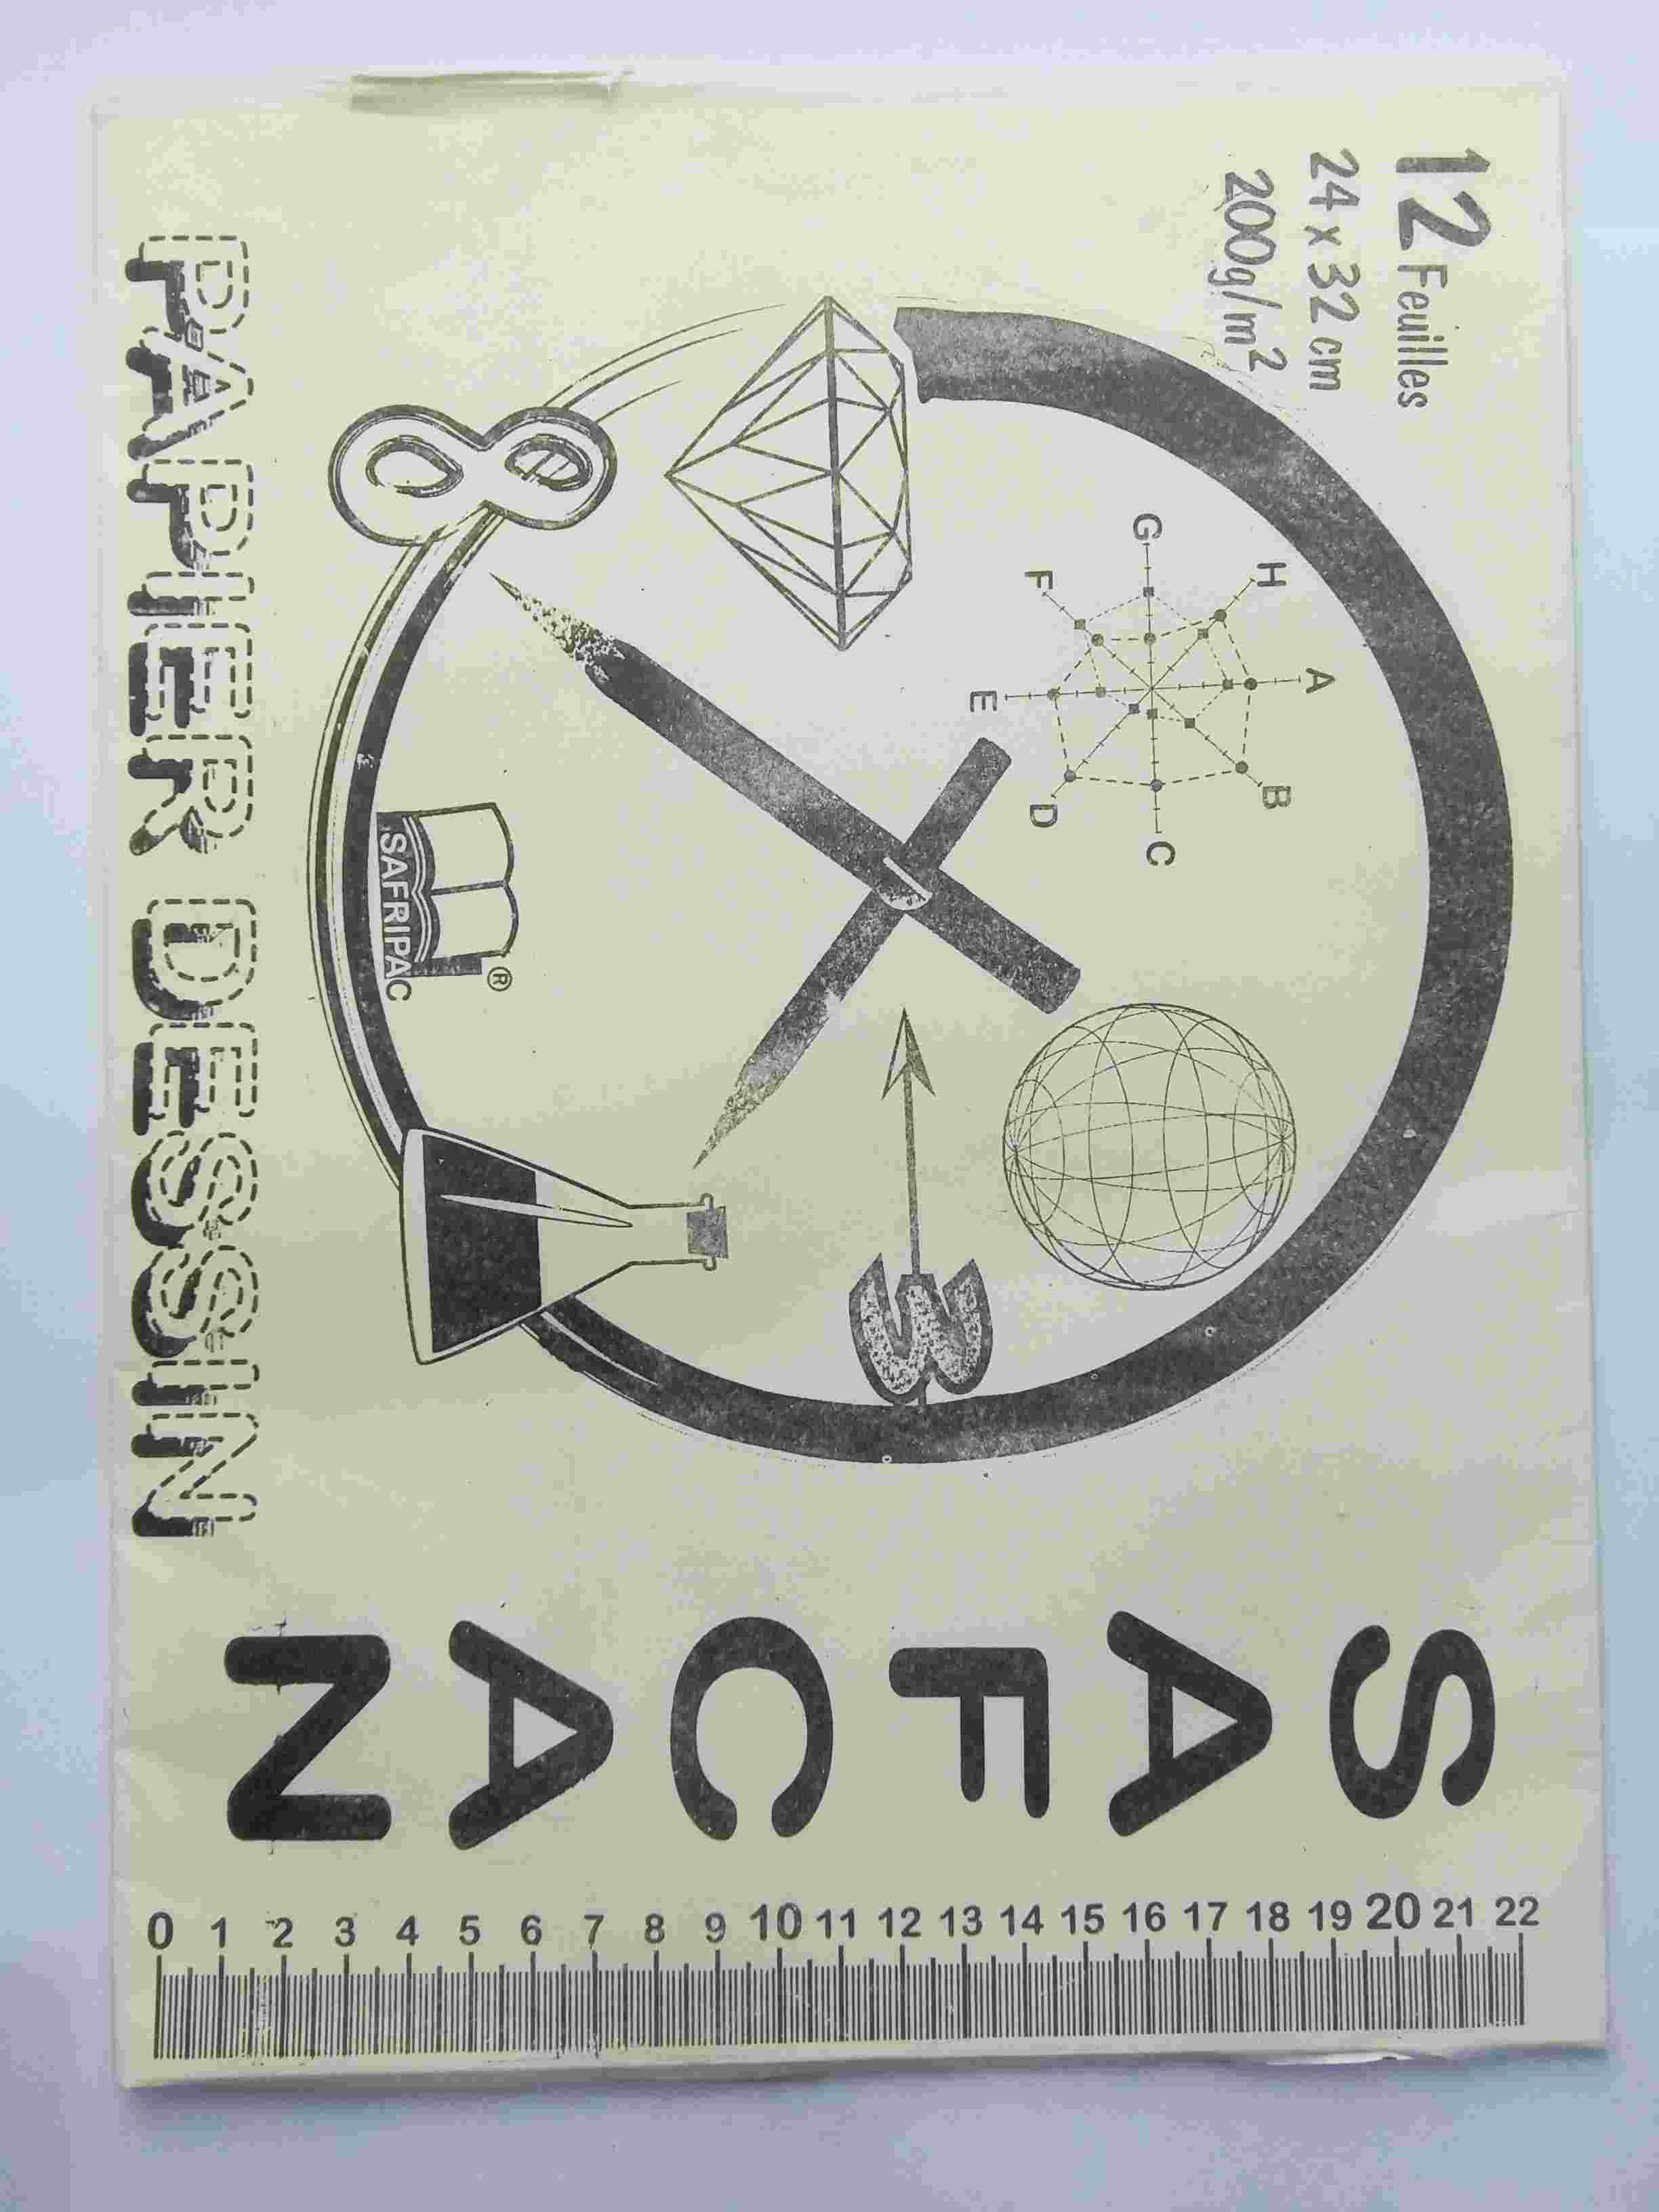 12 Feuilles
24 x 32 cm
200g/m²
A
B
C
D
E
F
G
H
3
8
SAFRIPAC ®
PAPIER DESSIN
SAFCAN
0 1 2 3 4 5 6 7 8 9 10 11 12 13 14 15 16 17 18 19 20 21 22